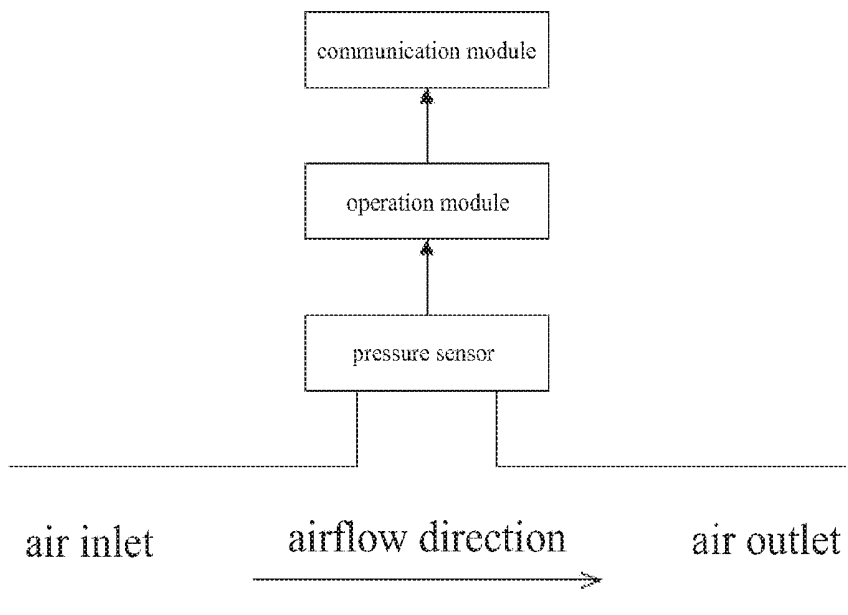 communication module
operation module
pressure sensor
air inlet
airflow direction
air outlet